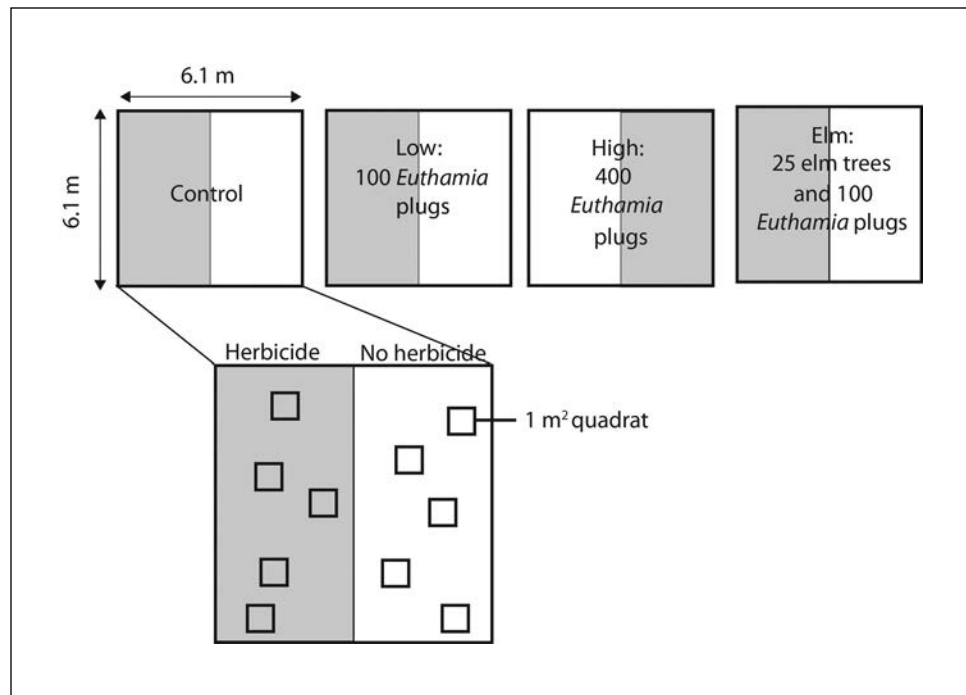 6.1 m
6.1 m
Control
Low:
100 Euthamia
plugs
High:
400
Euthamia
plugs
Elm:
25 elm trees
and 100
Euthamia plugs
Herbicide
No herbicide
1 m² quadrat